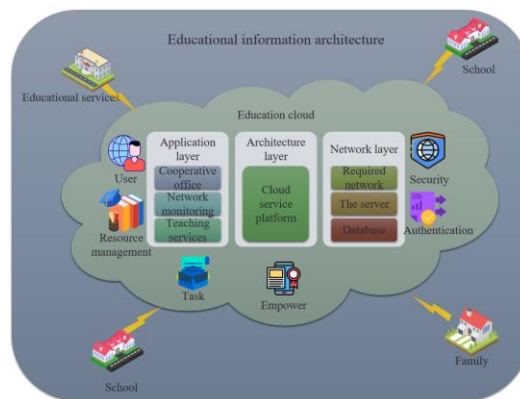 Educational information architecture
School
Educational services
Education cloud
Application
layer
Architecture
layer
Network layer
User
Cooperative
office
Network
monitoring
Teaching
services
Cloud
service
platform
Required
network
The server
Database
Security
Resource
management
Authentication
Task
Empower
School
Family